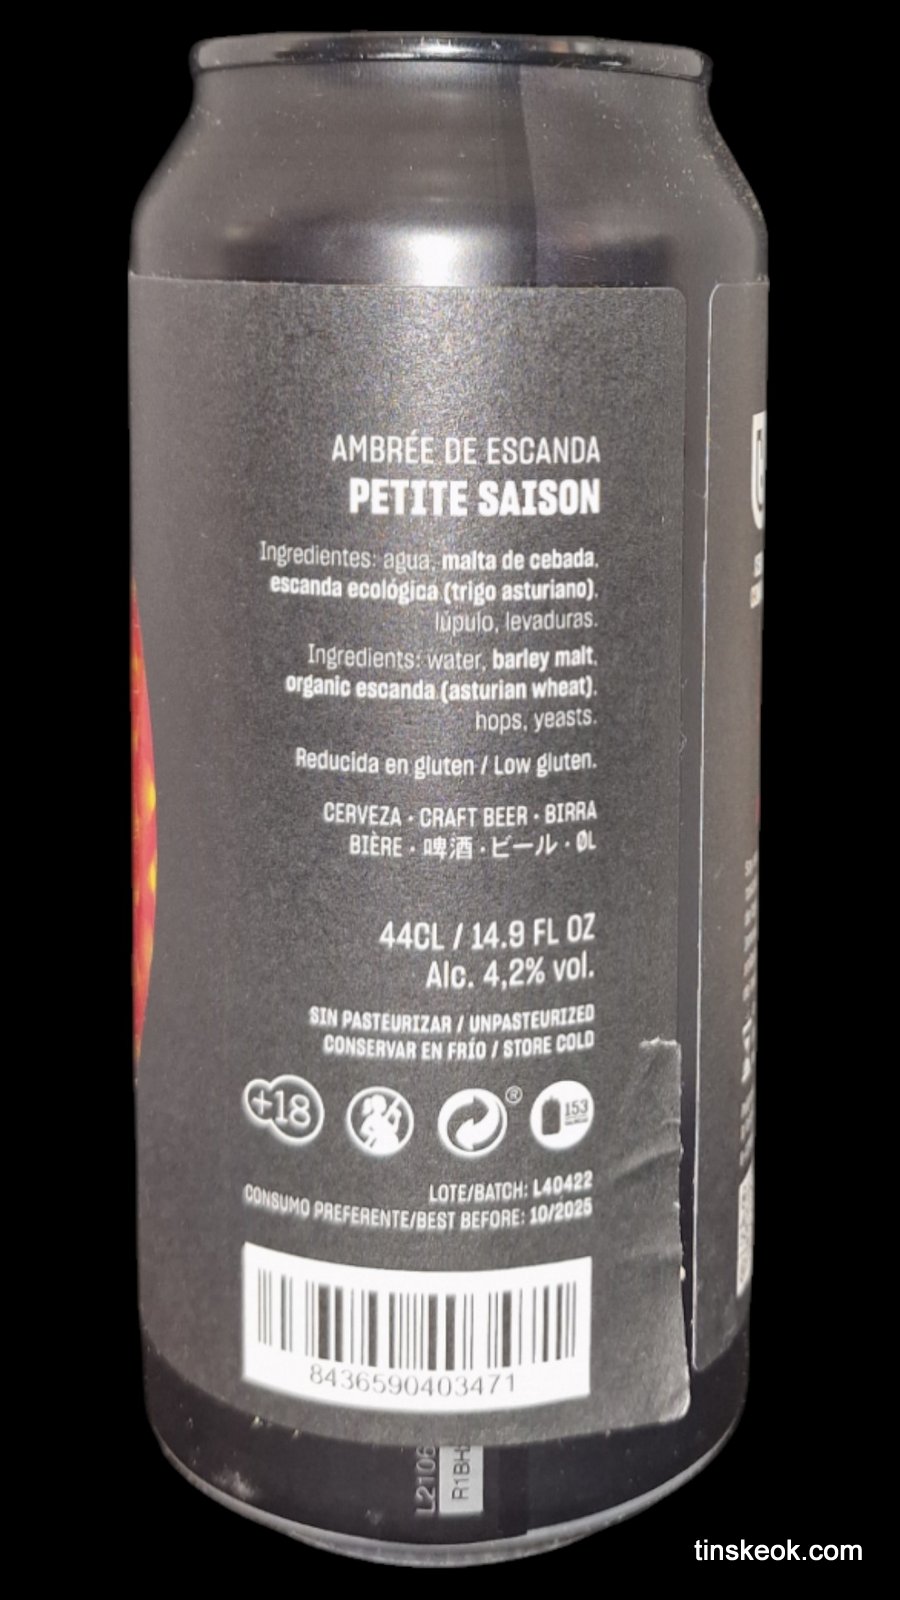 AMBRÉE DE ESCANDA
PETITE SAISON
Ingredientes: agua, malta de cebada,
escanda ecológica (trigo asturiano),
lúpulo, levaduras.
Ingredients: water, barley malt,
organic escanda (asturian wheat),
hops, yeasts.
Reducida en gluten / Low gluten.
CERVEZA · CRAFT BEER · BIRRA
BIÈRE · 啤酒 · ビール · ØL
44CL / 14.9 FL OZ
Alc. 4,2% vol.
SIN PASTEURIZAR / UNPASTEURIZED
CONSERVAR EN FRÍO / STORE COLD
+18
®
153
LOTE/BATCH: L40422
CONSUMO PREFERENTE/BEST BEFORE: 10/2025
8436590403471
L2106
R1BH
tinskeok.com